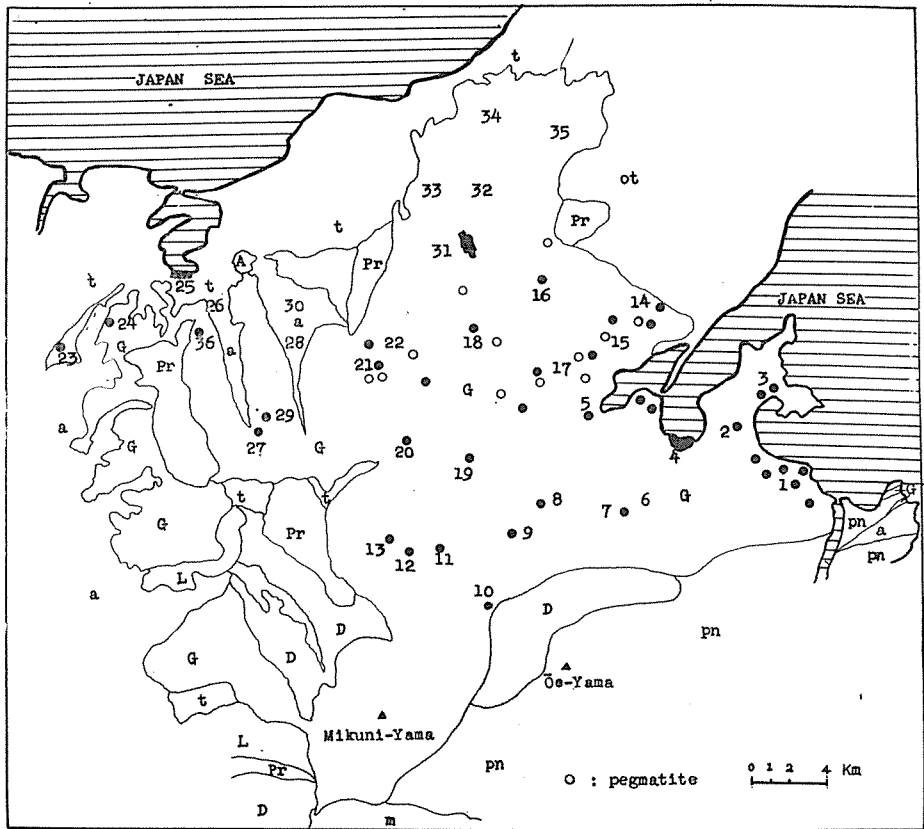 t
JAPAN SEA
34
35
33
32
ot
t
Pr
Pr
31
A
25
t
t
26
30
16
14
JAPAN SEA
24
a
G
36
28
22
18
15
23
Pr
a
21
17
3
G
5
29
2
a
27
20
4
G
G
19
1
G
t
t
8
7
6
G
pn
a
G
Pr
9
pn
13
12
11
L
a
10
D
D
pn
G
D
Ōe-Yama
t
Mikuni-Yama
L
pn
O : pegmatite
0 1 2 4 Km
Pr
D
m